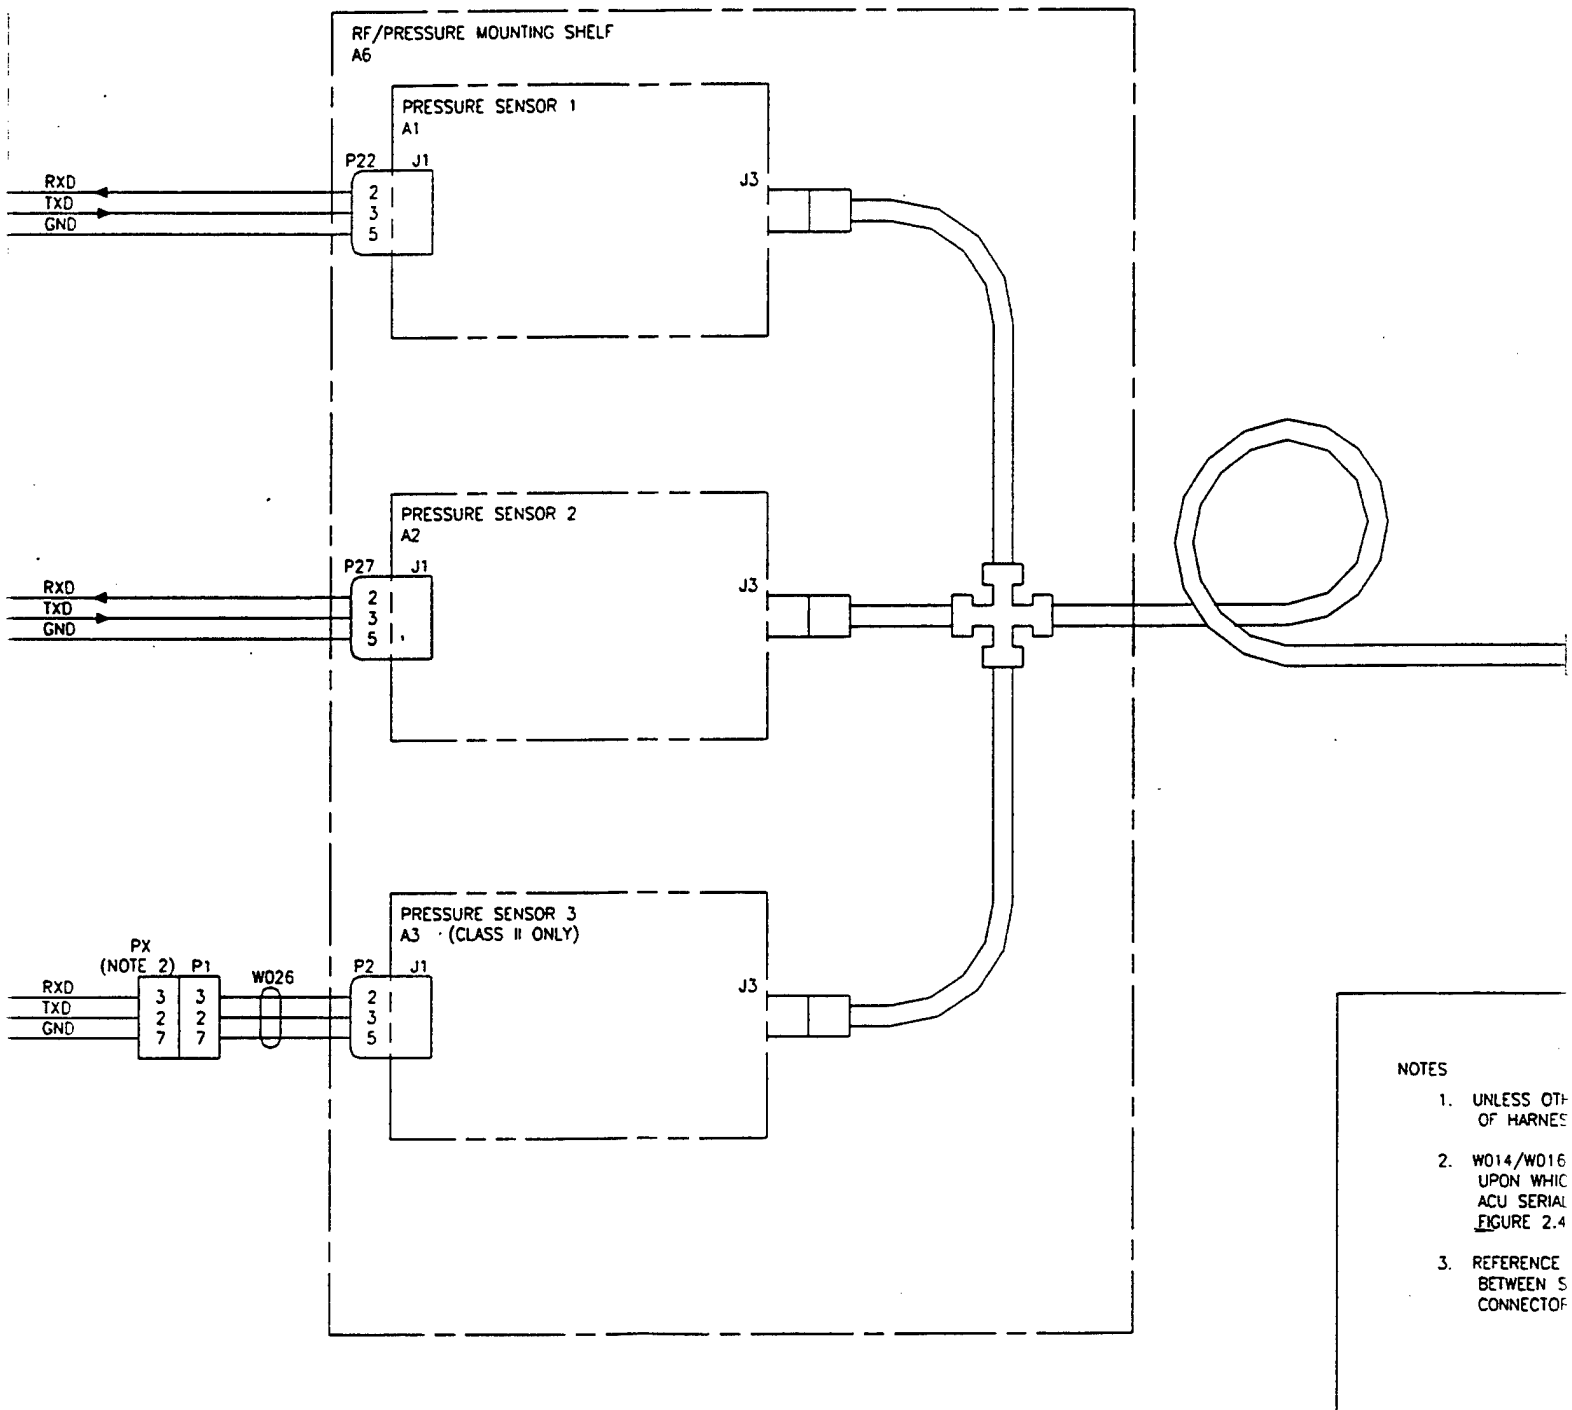 RF/PRESSURE MOUNTING SHELF
A6
PRESSURE SENSOR 1
A1
P22 J1
RXD
TXD
GND
2
3
5
J3
PRESSURE SENSOR 2
A2
P27 J1
RXD
TXD
GND
2
3
5
J3
PRESSURE SENSOR 3
A3 (CLASS II ONLY)
PX
(NOTE 2) P1
W026
P2 J1
RXD
TXD
GND
3 3
2 2
7 7
2
3
5
J3
NOTES
1. UNLESS OTH
OF HARNES
2. W014/W016
UPON WHIC
ACU SERIAL
FIGURE 2.4
3. REFERENCE
BETWEEN S
CONNECTOR